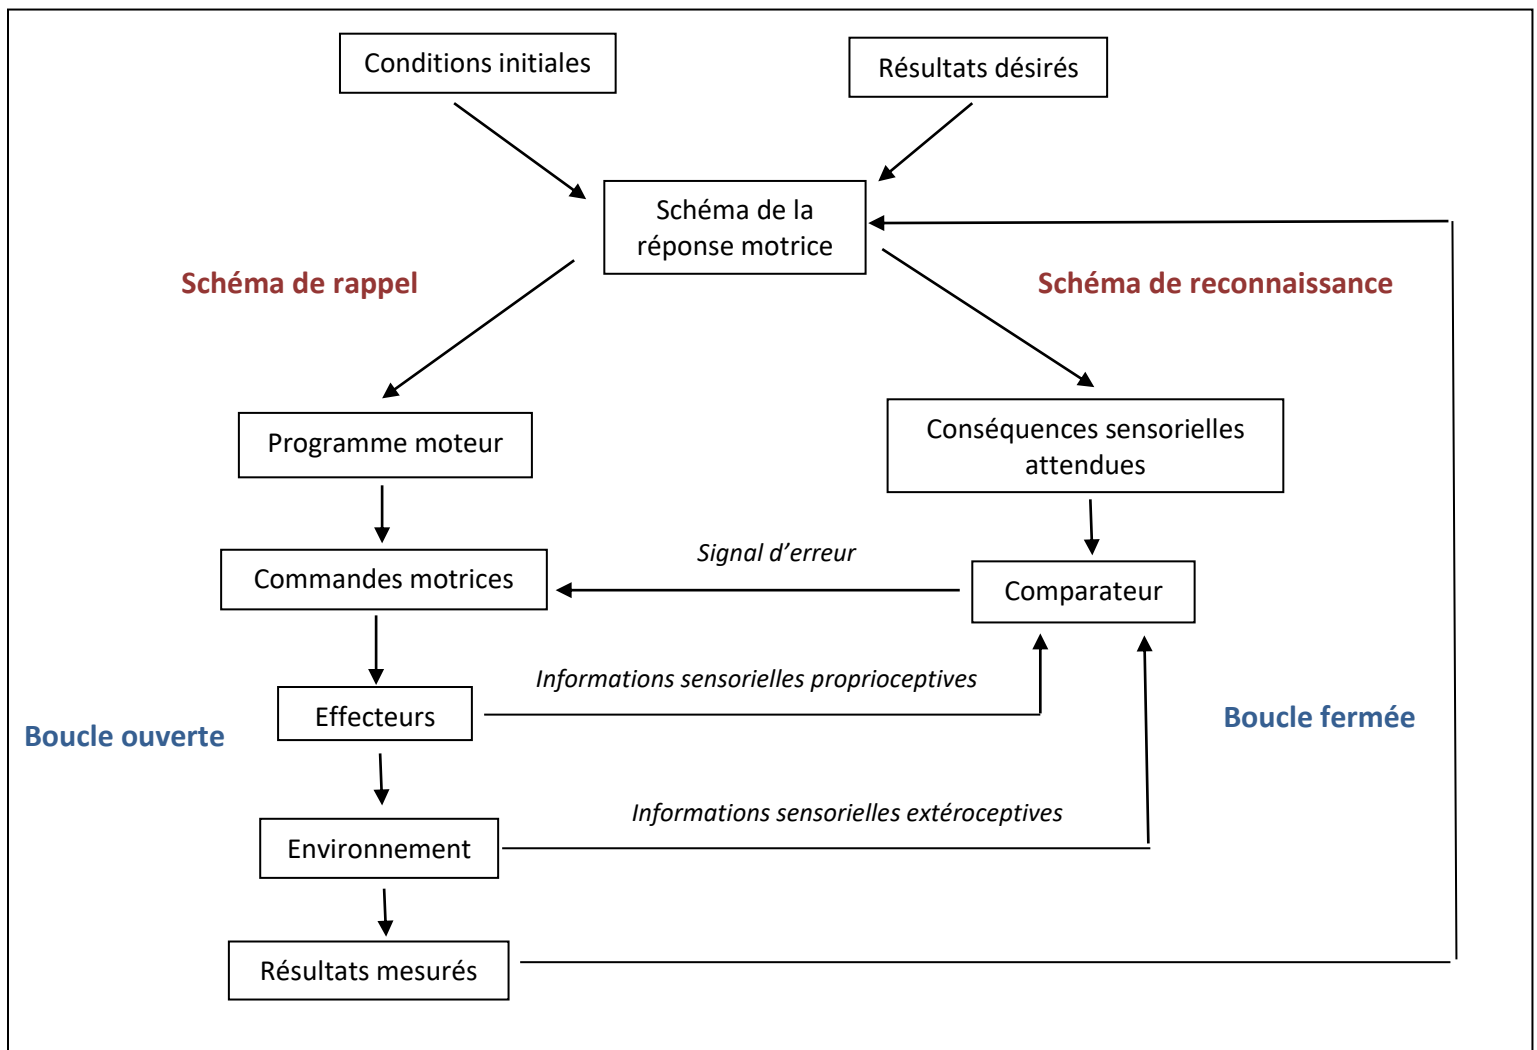 Conditions initiales
Résultats désirés
Schéma de la
réponse motrice
Schéma de rappel
Schéma de reconnaissance
Programme moteur
Conséquences sensorielles
attendues
Signal d’erreur
Commandes motrices
Comparateur
Informations sensorielles proprioceptives
Effecteurs
Boucle ouverte
Boucle fermée
Informations sensorielles extéroceptives
Environnement
Résultats mesurés